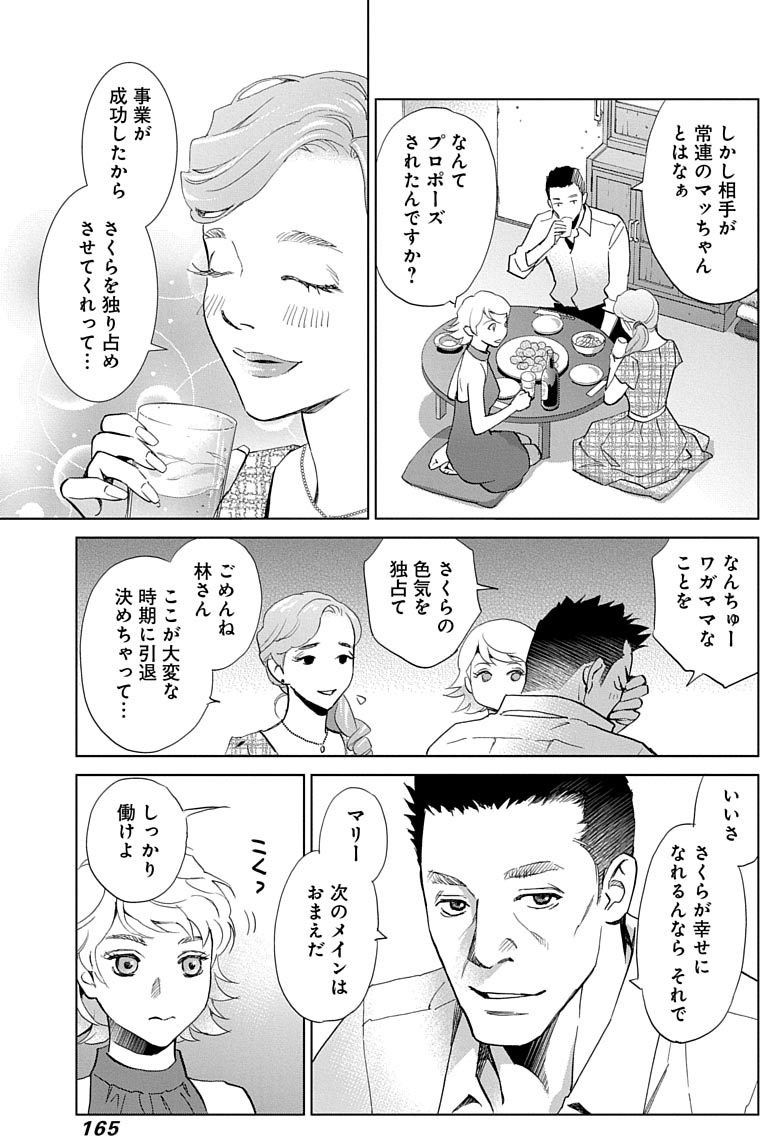 しかし相手が
常連のマッちゃん
とはなぁ
なんて
プロポーズ
されたんですか?
事業が
成功したから
さくらを独り占め
させてくれって…
なんちゅー
ワガママな
ことを
さくらの
色気を
独占て
ごめんね
林さん
ここが大変な
時期に引退
決めちゃって…
いいさ
さくらが幸せに
なれるんなら それで
マリー
次のメインは
おまえだ
しっかり
働けよ
こくっ
165